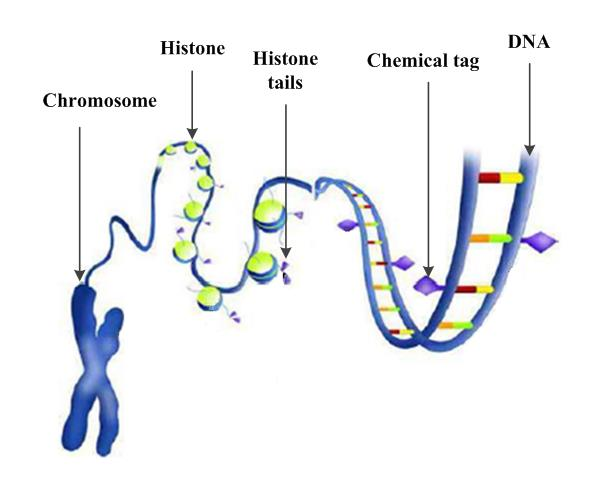 Chromosome
Histone
Histone
tails
Chemical tag
DNA